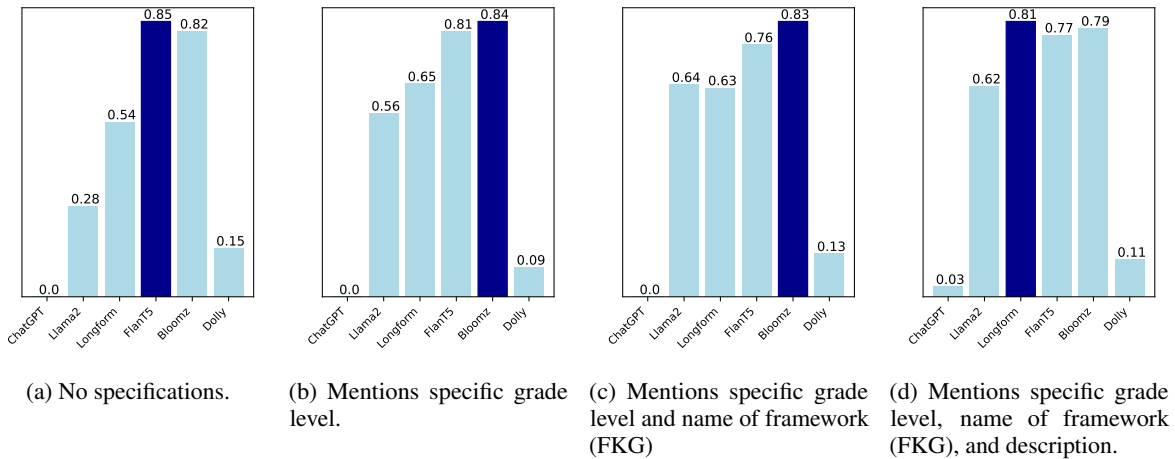 0.0
0.28
0.54
0.85
0.82
0.15
ChatGPT
Llama2
Longform
FlanT5
Bloomz
Dolly
(a) No specifications.
0.0
0.56
0.65
0.81
0.84
0.09
ChatGPT
Llama2
Longform
FlanT5
Bloomz
Dolly
(b) Mentions specific grade
level.
0.0
0.64
0.63
0.76
0.83
0.13
ChatGPT
Llama2
Longform
FlanT5
Bloomz
Dolly
(c) Mentions specific grade
level and name of framework
(FKG)
0.03
0.62
0.81
0.77
0.79
0.11
ChatGPT
Llama2
Longform
FlanT5
Bloomz
Dolly
(d) Mentions specific grade
level, name of framework
(FKG), and description.